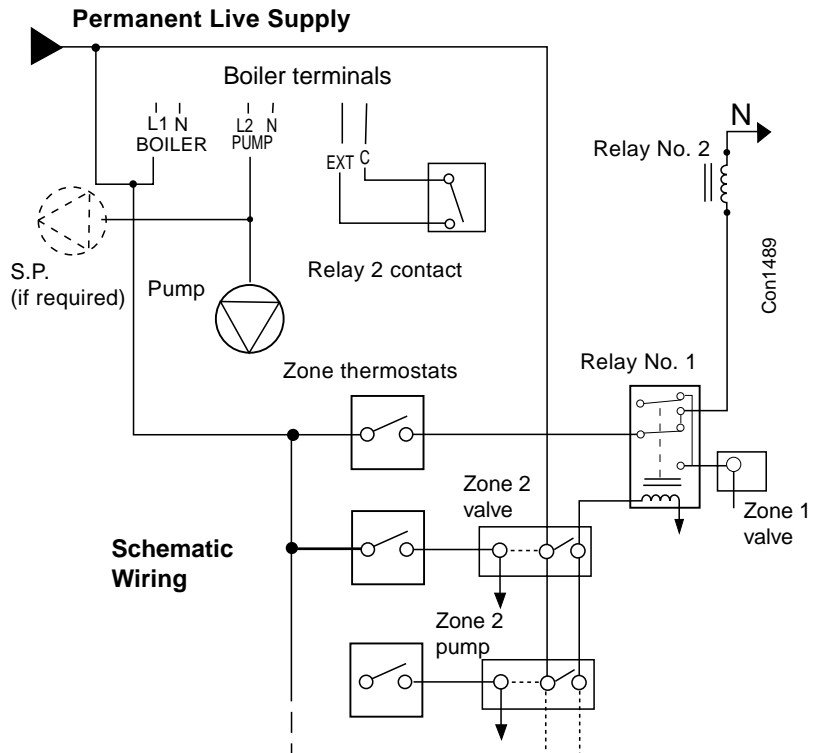 Permanent Live Supply
Boiler terminals
L1 N
BOILER
L2 N
PUMP
EXT C
N
Relay No. 2
S.P.
(if required)
Pump
Relay 2 contact
Con1489
Zone thermostats
Relay No. 1
Zone 2
valve
Zone 1
valve
Schematic
Wiring
Zone 2
pump